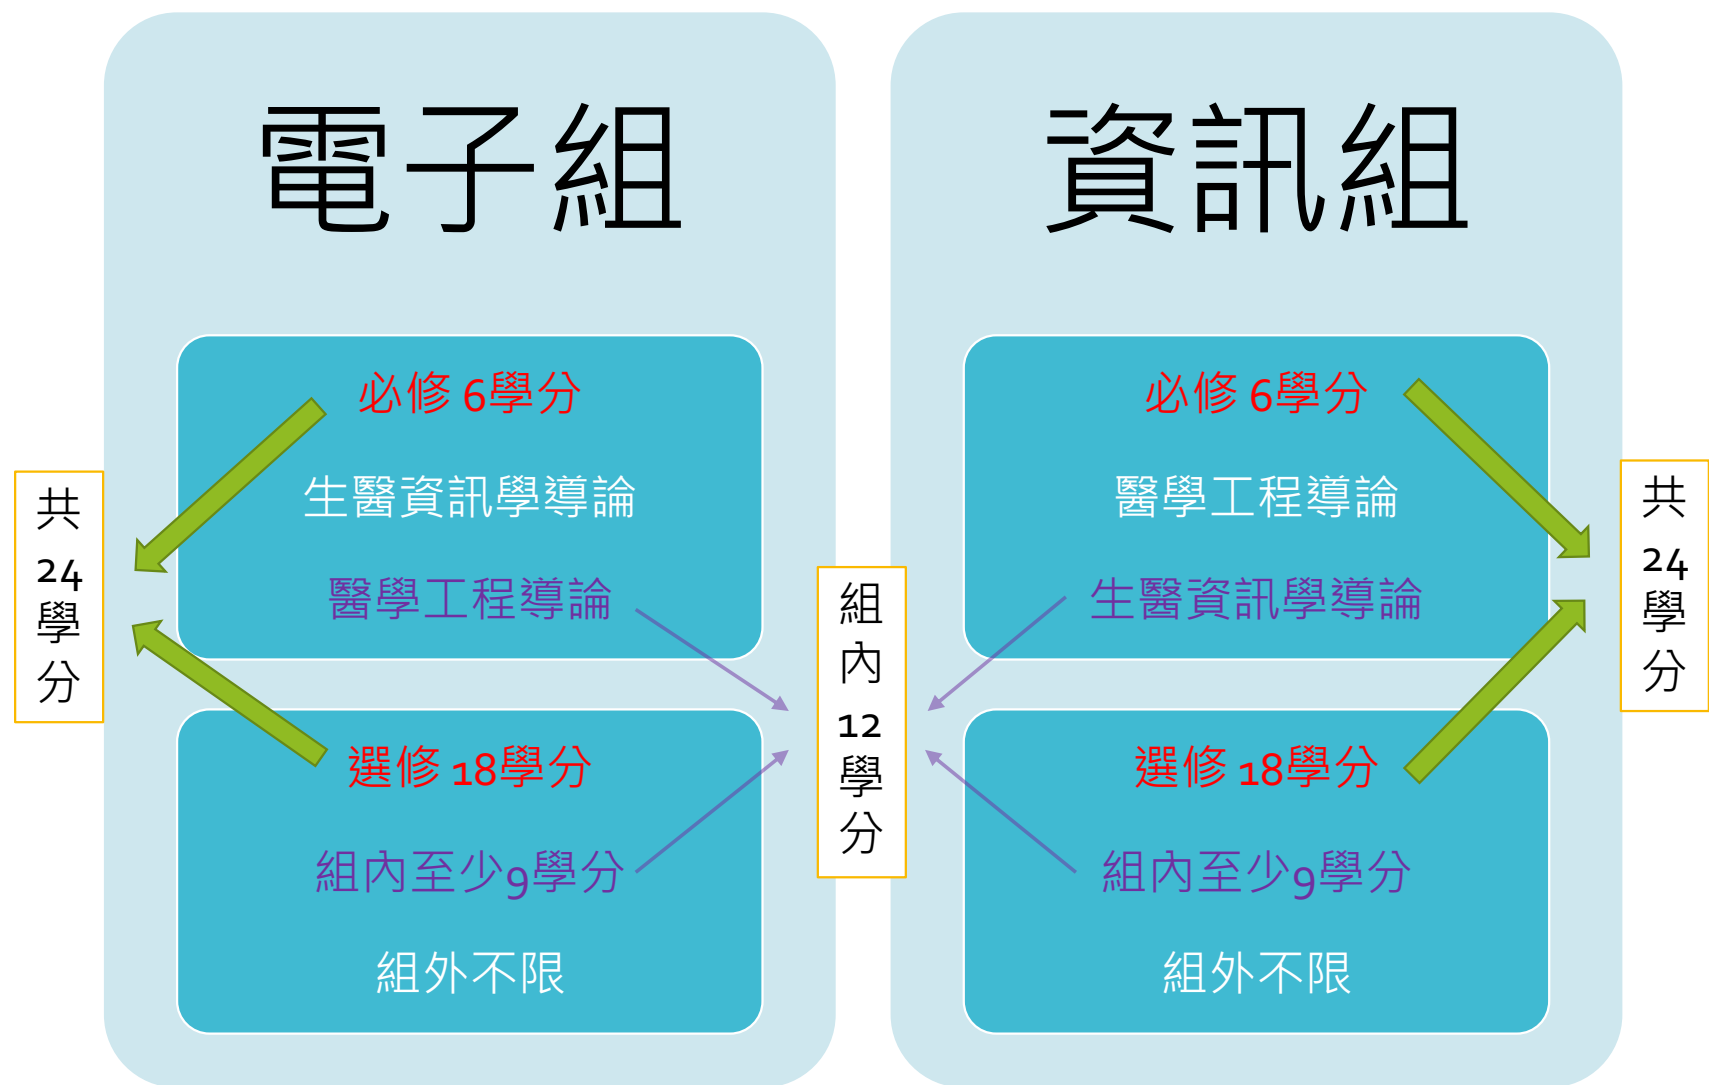 電子組
必修 6學分
生醫資訊學導論
醫學工程導論
選修 18學分
組內至少9學分
組外不限
共
24
學
分
組
內
12
學
分
資訊組
必修 6學分
醫學工程導論
生醫資訊學導論
選修 18學分
組內至少9學分
組外不限
共
24
學
分